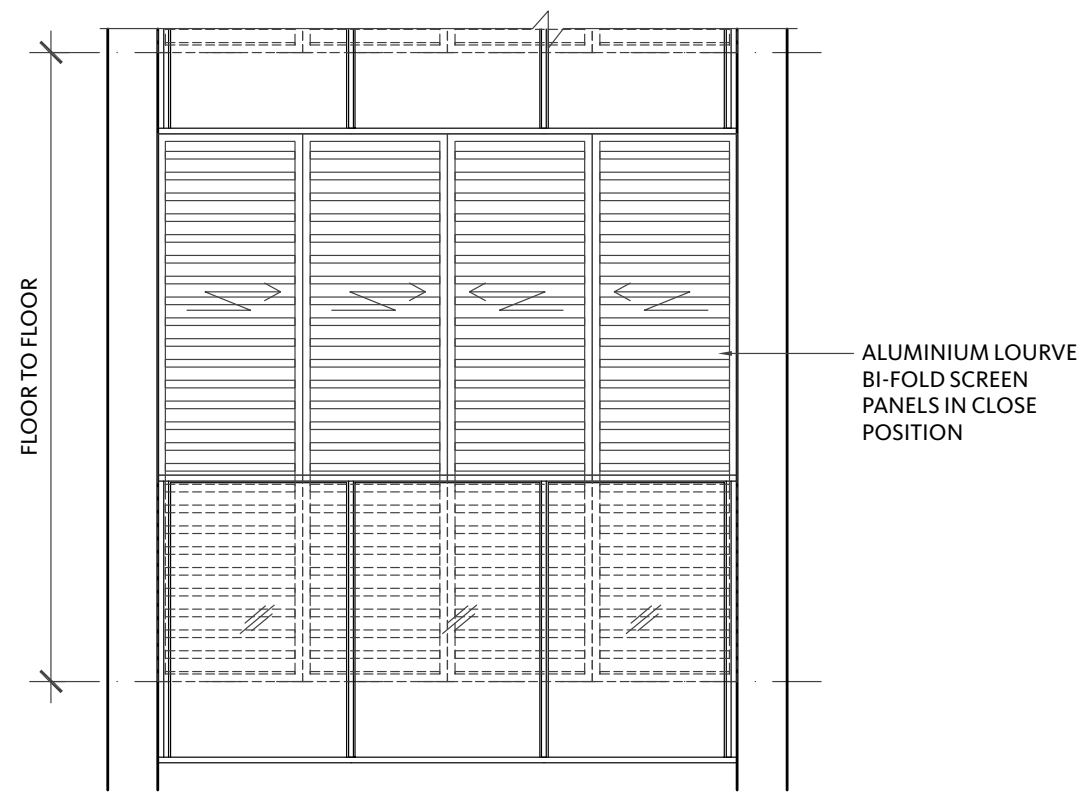 FLOOR TO FLOOR
ALUMINIUM LOURVE
BI-FOLD SCREEN
PANELS IN CLOSE
POSITION